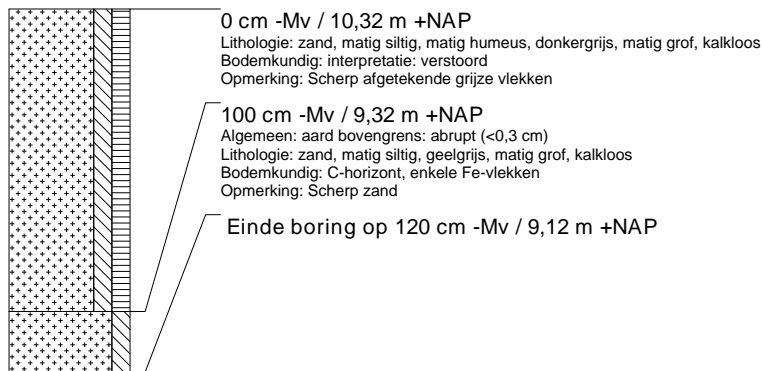 0 cm -Mv / 10,32 m +NAP
Lithologie: zand, matig siltig, matig humeus, donkergrijs, matig grof, kalkloos
Bodemkundig: interpretatie: verstoord
Opmerking: Scherp afgetekende grijze vlekken
100 cm -Mv / 9,32 m +NAP
Algemeen: aard bovengrens: abrupt (<0,3 cm)
Lithologie: zand, matig siltig, geelgrijs, matig grof, kalkloos
Bodemkundig: C-horizont, enkele Fe-vlekken
Opmerking: Scherp zand
Einde boring op 120 cm -Mv / 9,12 m +NAP